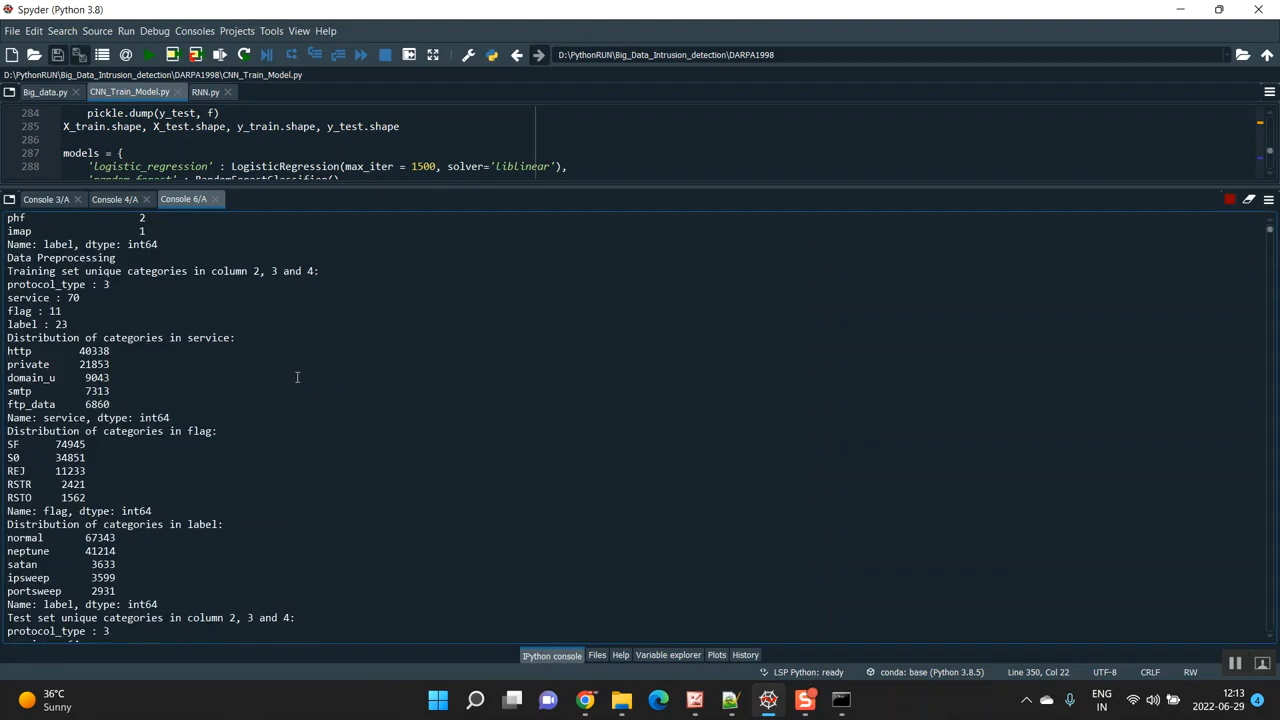 Spyder (Python 3.8)
File Edit Search Source Run Debug Consoles Projects Tools View Help
D:\PythonRUN\Big_Data_Intrusion_detection\DARPA1998
D:\PythonRUN\Big_Data_Intrusion_detection\DARPA1998\CNN_Train_Model.py
Big_data.py CNN_Train_Model.py RNN.py
284 pickle.dump(y_test, f)
285 X_train.shape, X_test.shape, y_train.shape, y_test.shape
286
287 models = {
288 'logistic_regression' : LogisticRegression(max_iter = 1500, solver='liblinear'),
'random_forest' : RandomForestClassifier()
Console 3/A Console 4/A Console 6/A
phf 2
imap 1
Name: label, dtype: int64
Data Preprocessing
Training set unique categories in column 2, 3 and 4:
protocol_type : 3
service : 70
flag : 11
label : 23
Distribution of categories in service:
http 40338
private 21853
domain_u 9043
smtp 7313
ftp_data 6860
Name: service, dtype: int64
Distribution of categories in flag:
SF 74945
S0 34851
REJ 11233
RSTR 2421
RSTO 1562
Name: flag, dtype: int64
Distribution of categories in label:
normal 67343
neptune 41214
satan 3633
ipsweep 3599
portsweep 2931
Name: label, dtype: int64
Test set unique categories in column 2, 3 and 4:
protocol_type : 3
IPython console Files Help Variable explorer Plots History
LSP Python: ready conda: base (Python 3.8.5) Line 350, Col 22 UTF-8 CRLF RW
36°C
Sunny
ENG
IN
12:13
2022-06-29
4